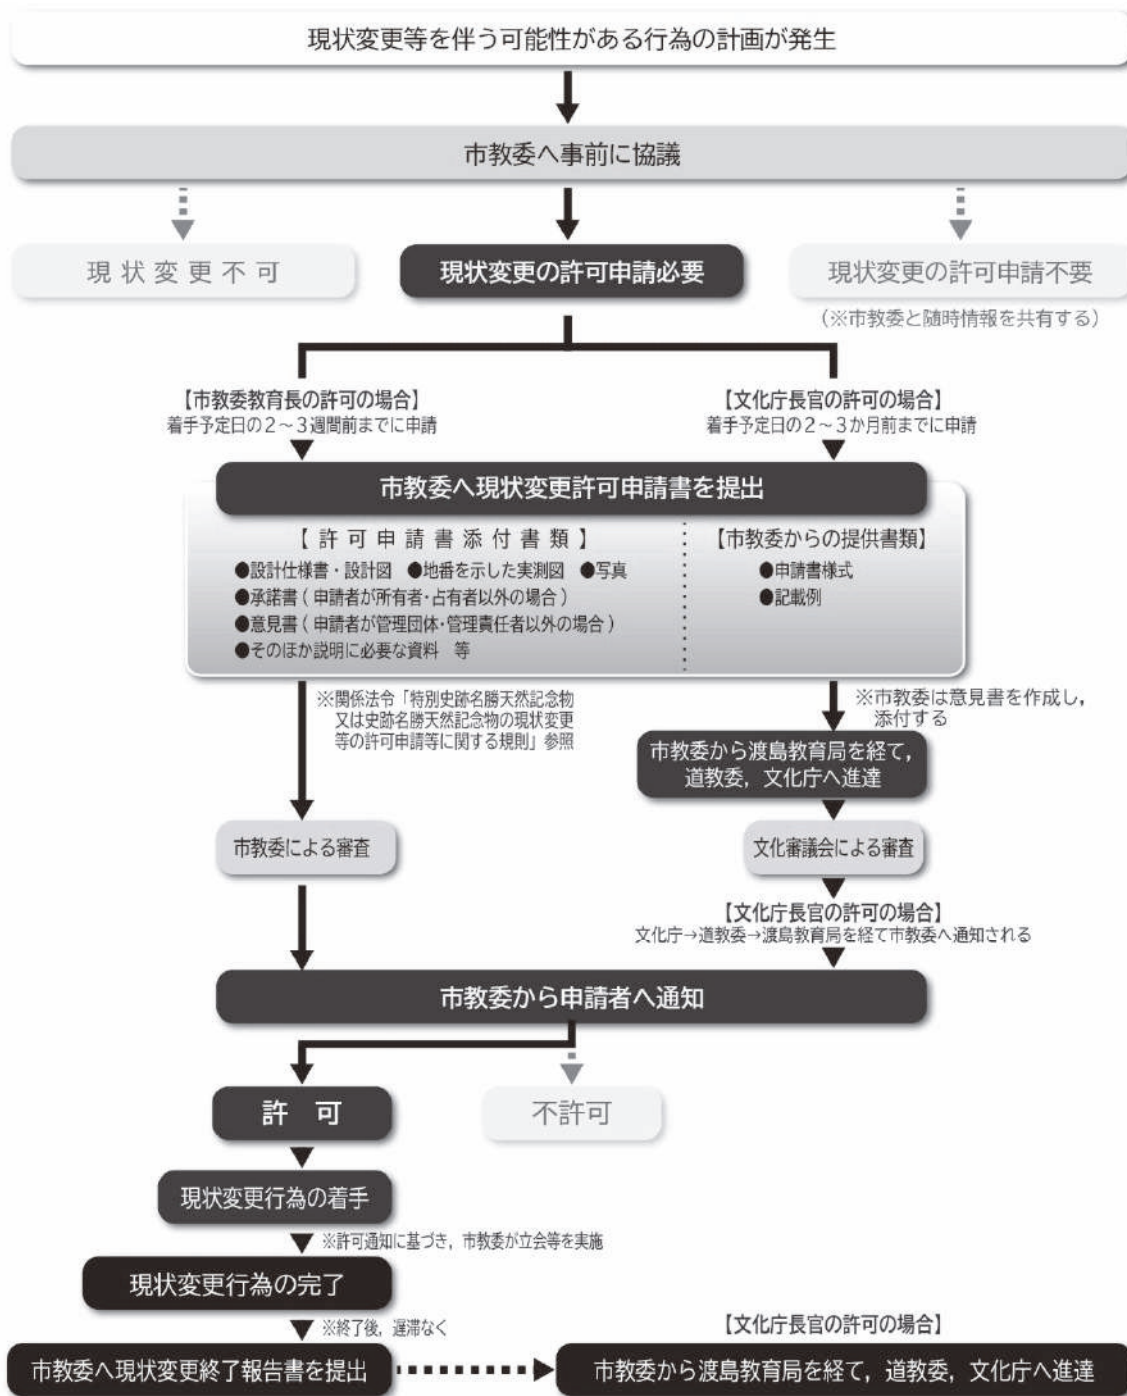 現状変更等を伴う可能性がある行為の計画が発生
市教委へ事前に協議
現状変更不可
現状変更の許可申請必要
現状変更の許可申請不要
（※市教委と随時情報を共有する）
【市教委教育長の許可の場合】
着手予定日の２～３週間前までに申請
【文化庁長官の許可の場合】
着手予定日の２～３か月前までに申請
市教委へ現状変更許可申請書を提出
【許可申請書添付書類】
●設計仕様書・設計図　●地番を示した実測図　●写真
●承諾書（申請者が所有者・占有者以外の場合）
●意見書（申請者が管理団体・管理責任者以外の場合）
●そのほか説明に必要な資料　等
【市教委からの提供書類】
●申請書様式
●記載例
※関係法令「特別史跡名勝天然記念物
又は史跡名勝天然記念物の現状変更
等の許可申請等に関する規則」参照
※市教委は意見書を作成し，
添付する
市教委から渡島教育局を経て，
道教委，文化庁へ進達
市教委による審査
文化審議会による審査
【文化庁長官の許可の場合】
文化庁→道教委→渡島教育局を経て市教委へ通知される
市教委から申請者へ通知
許　可
不許可
現状変更行為の着手
※許可通知に基づき，市教委が立会等を実施
現状変更行為の完了
※終了後，遅滞なく
市教委へ現状変更終了報告書を提出
【文化庁長官の許可の場合】
市教委から渡島教育局を経て，道教委，文化庁へ進達